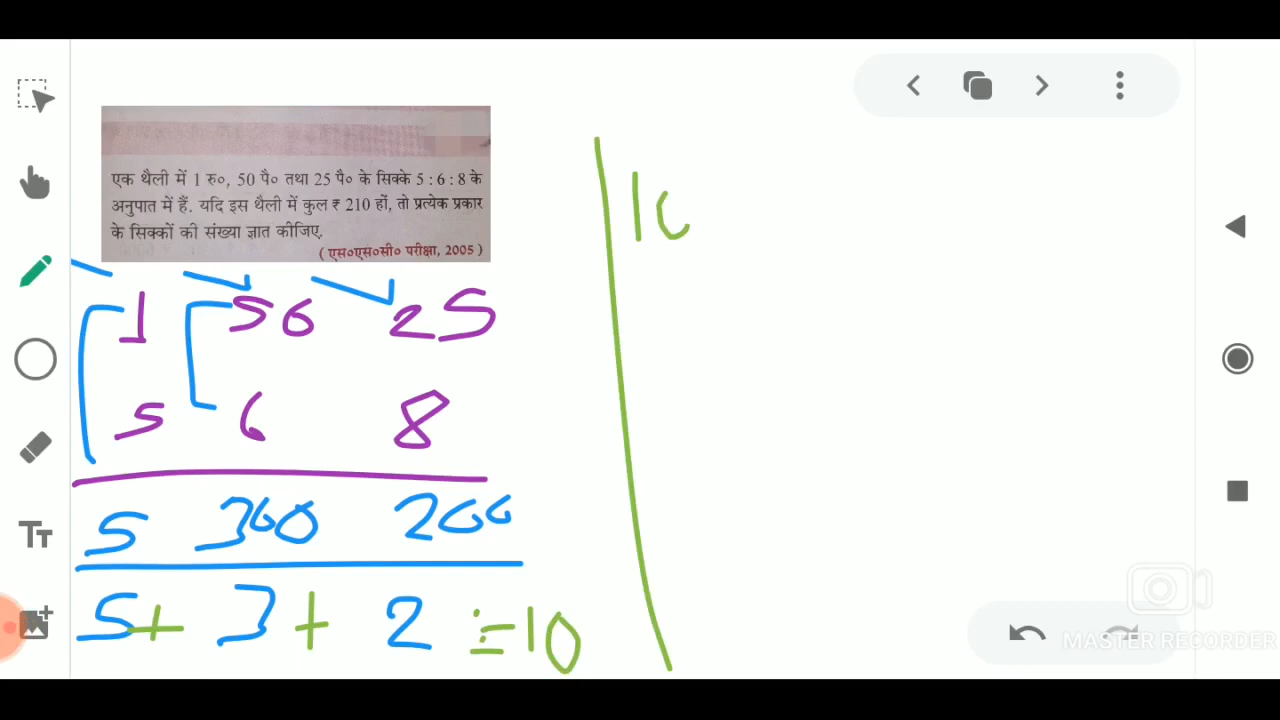 एक थैली में 1 रु०, 50 पै० तथा 25 पै० के सिक्के 5 : 6 : 8 के
अनुपात में हैं. यदि इस थैली में कुल ₹ 210 हों, तो प्रत्येक प्रकार
के सिक्कों की संख्या ज्ञात कीजिए.
( एस०एस०सी० परीक्षा, 2005 )
1 50 25
5 6 8
5 300 200
5 + 3 + 2 = 10
10
Tт
MASTER RECORDER